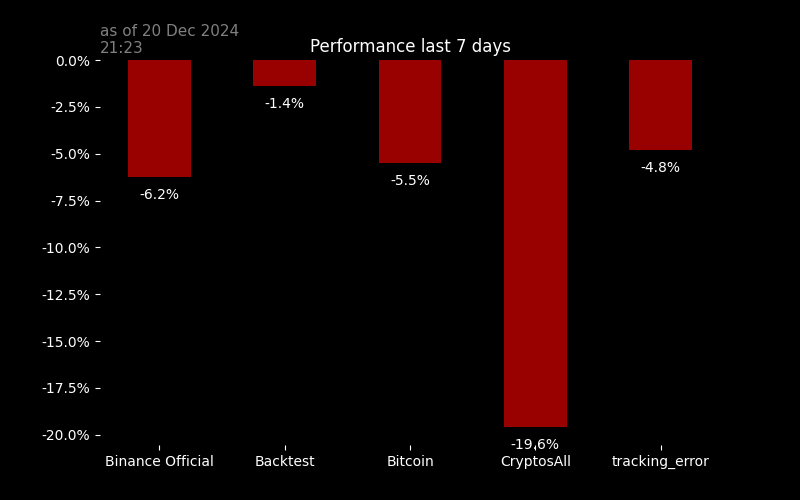 as of 20 Dec 2024
21:23
Performance last 7 days
0.0%
-2.5%
-5.0%
-7.5%
-10.0%
-12.5%
-15.0%
-17.5%
-20.0%
-6.2%
-1.4%
-5.5%
-19.6%
-4.8%
Binance Official
Backtest
Bitcoin
CryptosAll
tracking_error